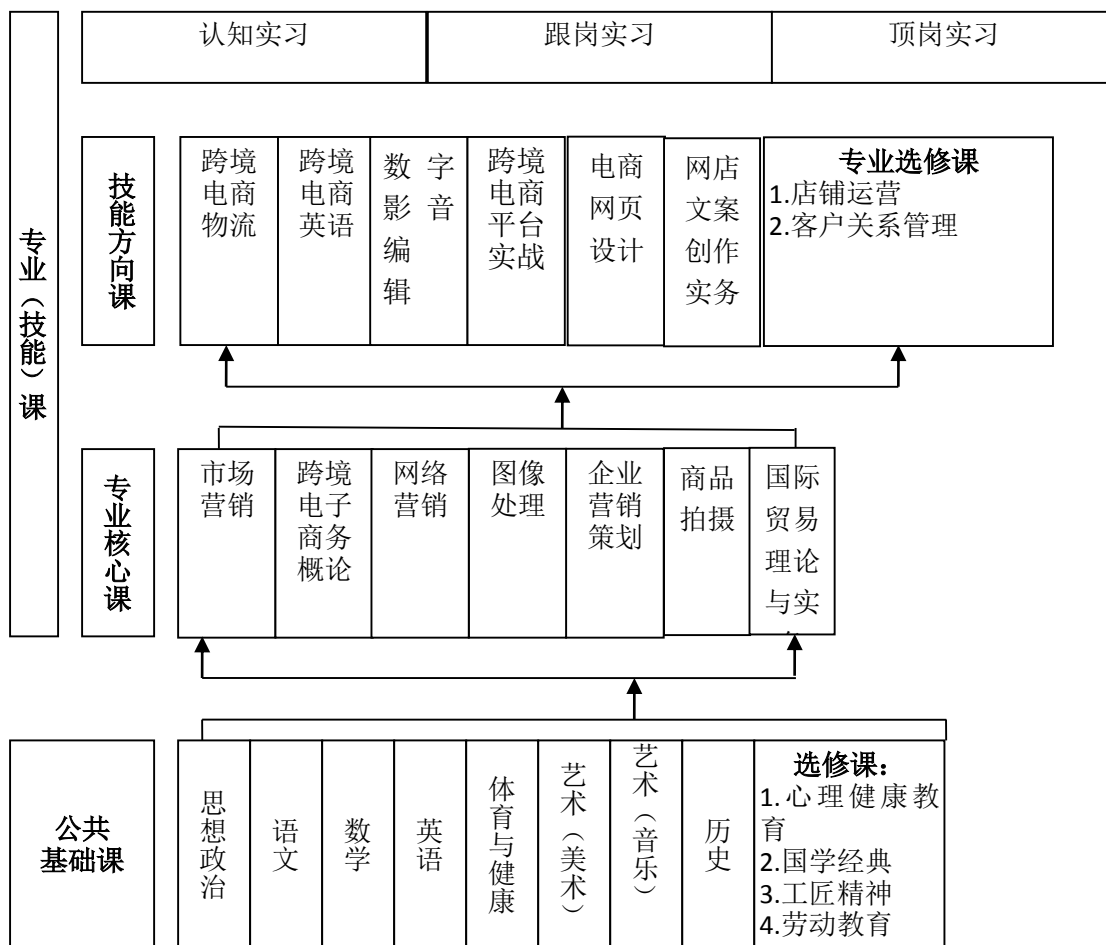 认知实习
跟岗实习
顶岗实习
专业（技能）课
技能方向课
跨境
电商
物流
跨境
电商
英语
数字
影音
编
辑
跨境
电商
平台
实战
电商
网页
设计
网店
文案
创作
实务
专业选修课
1.店铺运营
2.客户关系管理
专业核心课
市场
营销
跨境
电子
商务
概论
网络
营销
图像
处理
企业
营销
策划
商品
拍摄
国际
贸易
理论
与实
公共
基础课
思想政治
语文
数学
英语
体育与健康
艺术（美术）
艺术（音乐）
历史
选修课：
1.心理健康教
育
2.国学经典
3.工匠精神
4.劳动教育